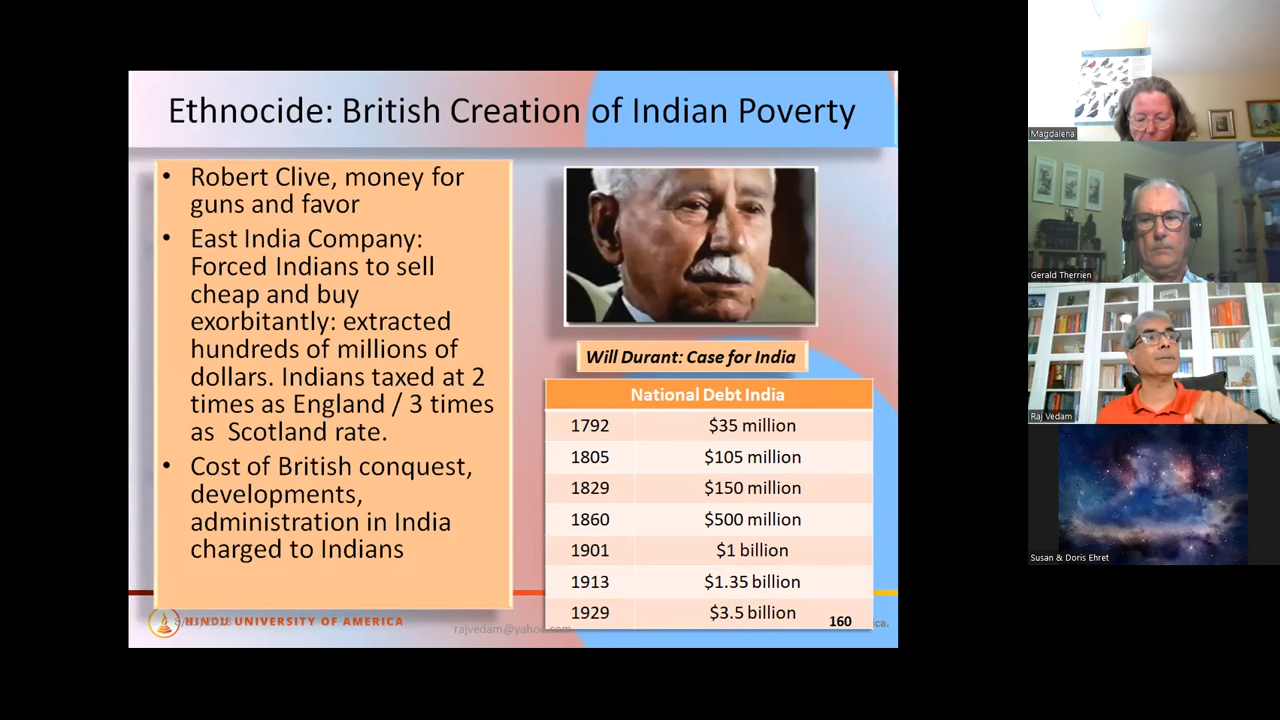 Ethnocide: British Creation of Indian Poverty
• Robert Clive, money for
guns and favor
• East India Company:
Forced Indians to sell
cheap and buy
exorbitantly: extracted
hundreds of millions of
dollars. Indians taxed at 2
times as England / 3 times
as Scotland rate.
• Cost of British conquest,
developments,
administration in India
charged to Indians
Will Durant: Case for India
National Debt India
1792 $35 million
1805 $105 million
1829 $150 million
1860 $500 million
1901 $1 billion
1913 $1.35 billion
1929 $3.5 billion
HINDU UNIVERSITY OF AMERICA
rajvedam@yahoo.com
160
ica.
Magdalena
Gerald Therrien
Raj Vedam
Susan & Doris Ehret